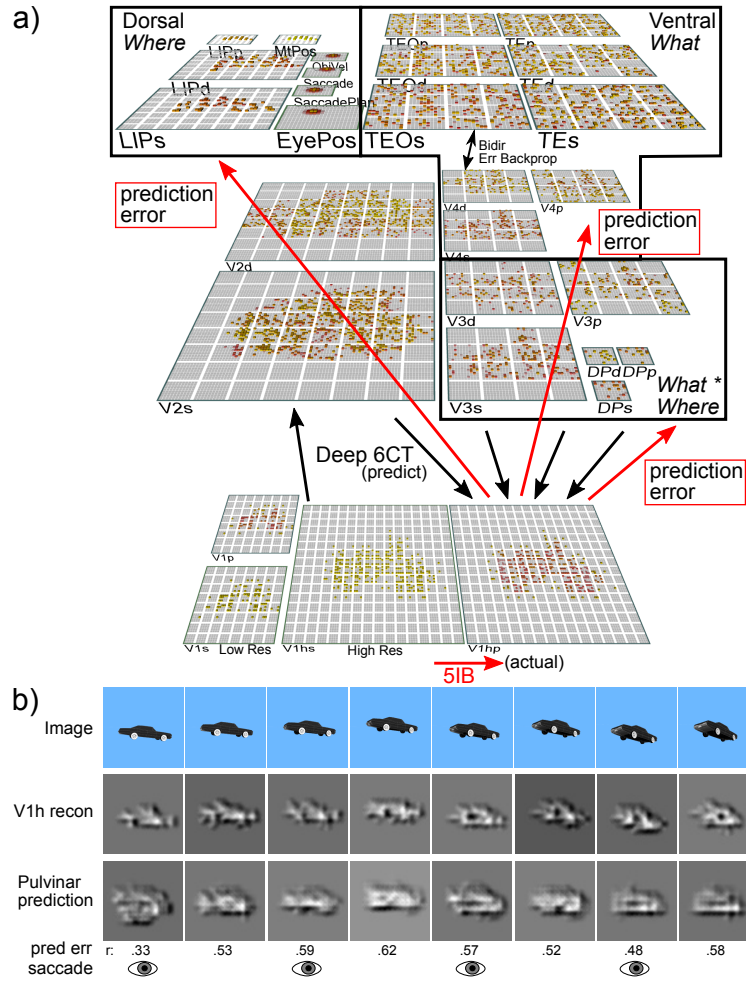 a)
Dorsal
Where
Ventral
What
LIPp
MtPos
ObjVel
Saccade
LIPd
SaccadePlan
LIPs
EyePos
TEOp
TEp
TEOd
TEd
TEOs
TEs
Bidir
Err Backprop
prediction
error
V4d
V4p
prediction
error
V4s
V2d
V3d
V3p
DPd
DPp
DPs
V2s
V3s
What *
Where
Deep 6CT
(predict)
prediction
error
V1p
V1s
Low Res
V1hs
High Res
V1hp
5IB
(actual)
b)
Image
V1h recon
Pulvinar
prediction
pred err
r: .33 .53 .59 .62 .57 .52 .48 .58
saccade